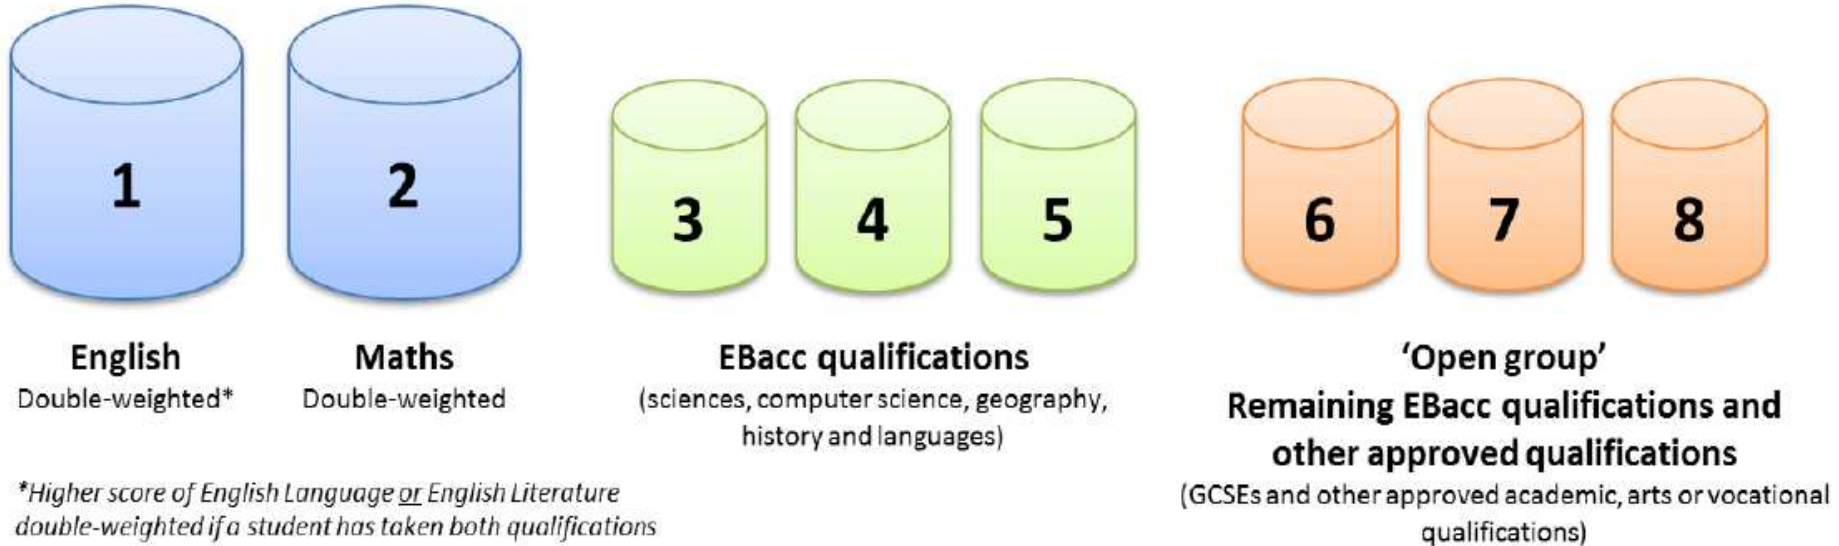 1
2
3
4
5
6
7
8
English
Double-weighted*
Maths
Double-weighted
EBacc qualifications
(sciences, computer science, geography,
history and languages)
‘Open group’
Remaining EBacc qualifications and
other approved qualifications
(GCSEs and other approved academic, arts or vocational
qualifications)
*Higher score of English Language or English Literature
double-weighted if a student has taken both qualifications